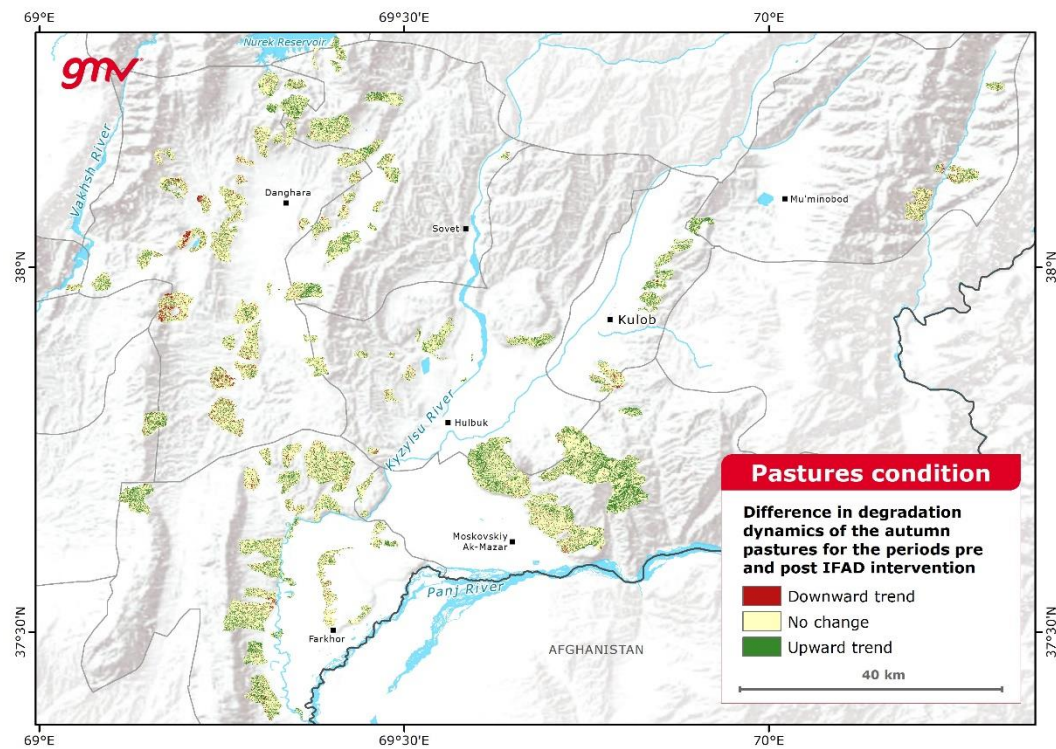 69°E
69°30'E
70°E
Nurek Reservoir
gmv
Vakhsh River
Danghara
Mu'minobod
Sovet
38°N
38°N
Kulob
Kyzylsu River
Hulbuk
Pastures condition
Difference in degradation
dynamics of the autumn
pastures for the periods pre
and post IFAD intervention
Downward trend
No change
Upward trend
40 km
Moskovskiy
Ak-Mazar
Panj River
Farkhor
AFGHANISTAN
37°30'N
37°30'N
69°E
69°30'E
70°E